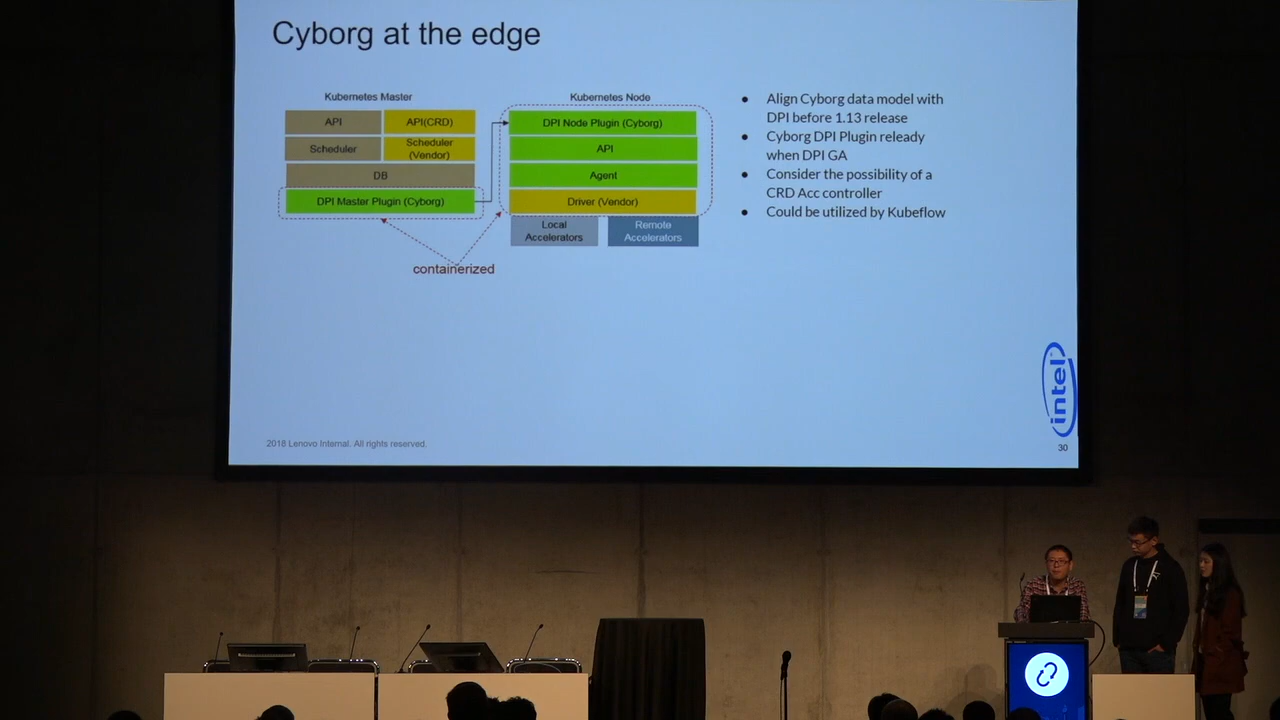 Cyborg at the edge
Kubernetes Master
API
API(CRD)
Scheduler
Scheduler
(Vendor)
DB
DPI Master Plugin (Cyborg)
Kubernetes Node
DPI Node Plugin (Cyborg)
API
Agent
Driver (Vendor)
Local
Accelerators
Remote
Accelerators
containerized
● Align Cyborg data model with
DPI before 1.13 release
● Cyborg DPI Plugin releady
when DPI GA
● Consider the possibility of a
CRD Acc controller
● Could be utilized by Kubeflow
intel
2018 Lenovo Internal. All rights reserved.
30